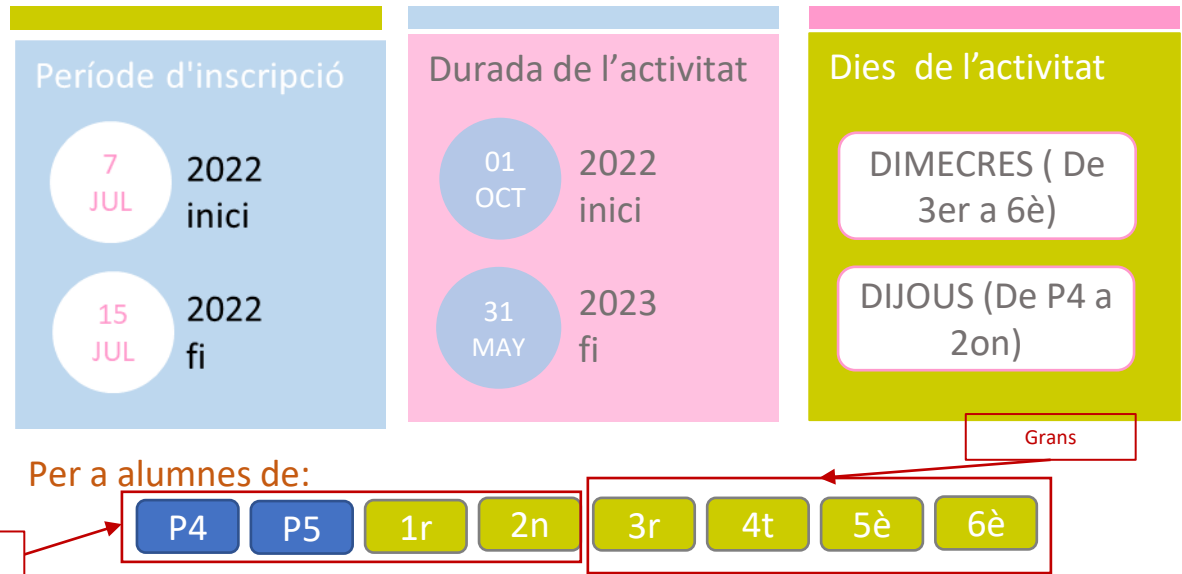 Període d'inscripció
7
JUL
2022
inici
15
JUL
2022
fi
Durada de l’activitat
01
OCT
2022
inici
31
MAY
2023
fi
Dies  de l’activitat
DIMECRES ( De
3er a 6è)
DIJOUS (De P4 a
2on)
Grans
Per a alumnes de:
P4 P5 1r 2n 3r 4t 5è 6è